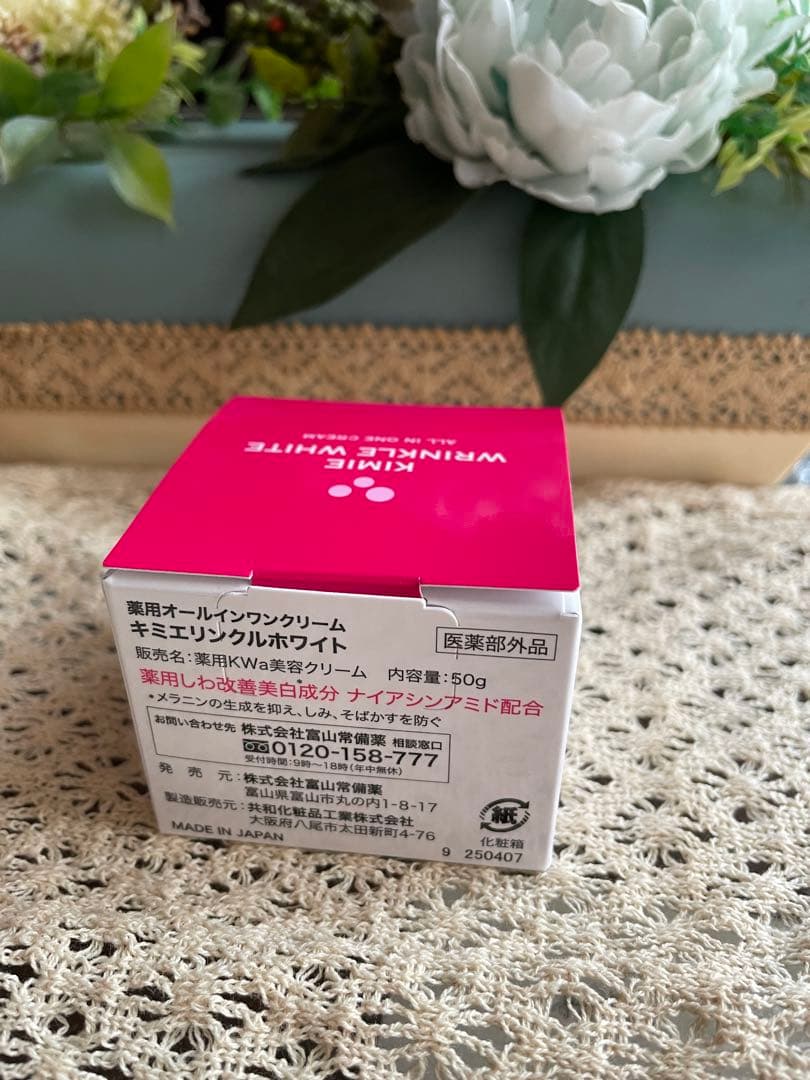 KIMIE
WRINKLE WHITE
ALL IN ONE CREAM
薬用オールインワンクリーム
キミエリンクルホワイト
医薬部外品
販売名:薬用KWa美容クリーム 内容量:50g
薬用しわ改善美白成分* ナイアシンアミド配合
*メラニンの生成を抑え、しみ、そばかすを防ぐ
お問い合わせ先 株式会社富山常備薬 相談窓口
0120-158-777
受付時間:9時〜18時(年中無休)
発売元:株式会社富山常備薬
富山県富山市丸の内1-8-17
製造販売元:共和化粧品工業株式会社
大阪府八尾市太田新町4-76
MADE IN JAPAN
紙
化粧箱
9 250407